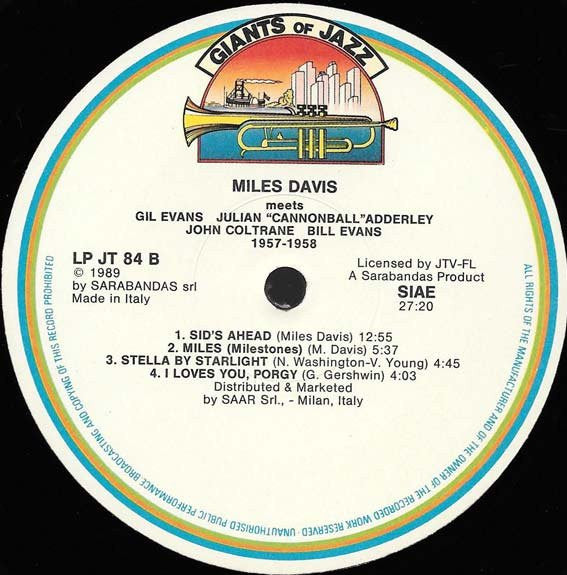 GIANTS OF JAZZ
MILES DAVIS
meets
GIL EVANS JULIAN "CANNONBALL"ADDERLEY
JOHN COLTRANE BILL EVANS
1957-1958
LP JT 84 B
© 1989
by SARABANDAS srl
Made in Italy
Licensed by JTV-FL
A Sarabandas Product
SIAE
27:20
1. SID'S AHEAD (Miles Davis) 12:55
2. MILES (Milestones) (M. Davis) 5:37
3. STELLA BY STARLIGHT (N. Washington-V. Young) 4:45
4. I LOVES YOU, PORGY (G. Gershwin) 4:03
Distributed & Marketed
by SAAR Srl., - Milan, Italy
ALL RIGHTS OF THE MANUFACTURER AND OF THE OWNER OF THE RECORDED WORK RESERVED · UNAUTHORISED PUBLIC PERFORMANCE BROADCASTING AND COPYING OF THIS RECORD PROHIBITED